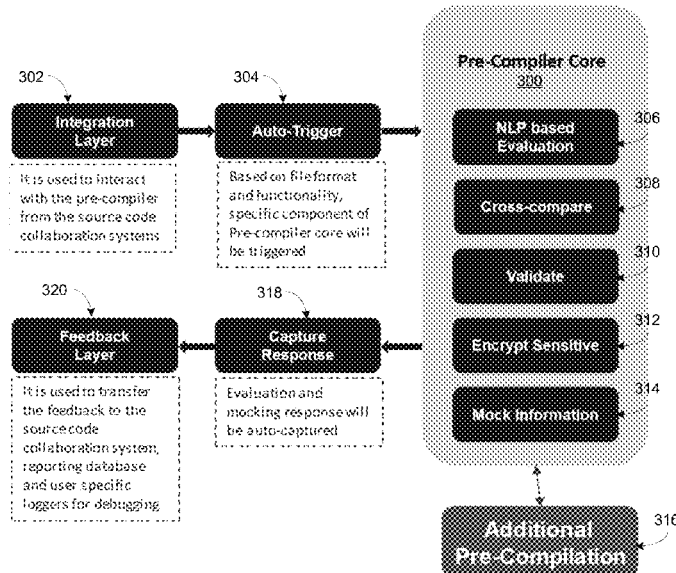 302
Integration
Layer
It is used to interact
with the pre-compiler
from the source code
collaboration systems
304
Auto-Trigger
Based on file format
and functionality,
specific component of
Pre-compiler core will
be triggered
Pre-Compiler Core
300
NLP based
Evaluation
306
Cross-compare
308
Validate
310
Encrypt Sensitive
312
Mock Information
314
320
Feedback
Layer
It is used to transfer
the feedback to the
source code
collaboration system,
reporting database
and user specific
loggers for debugging
318
Capture
Response
Evaluation and
mocking response will
be auto-captured
Additional
Pre-Compilation
316